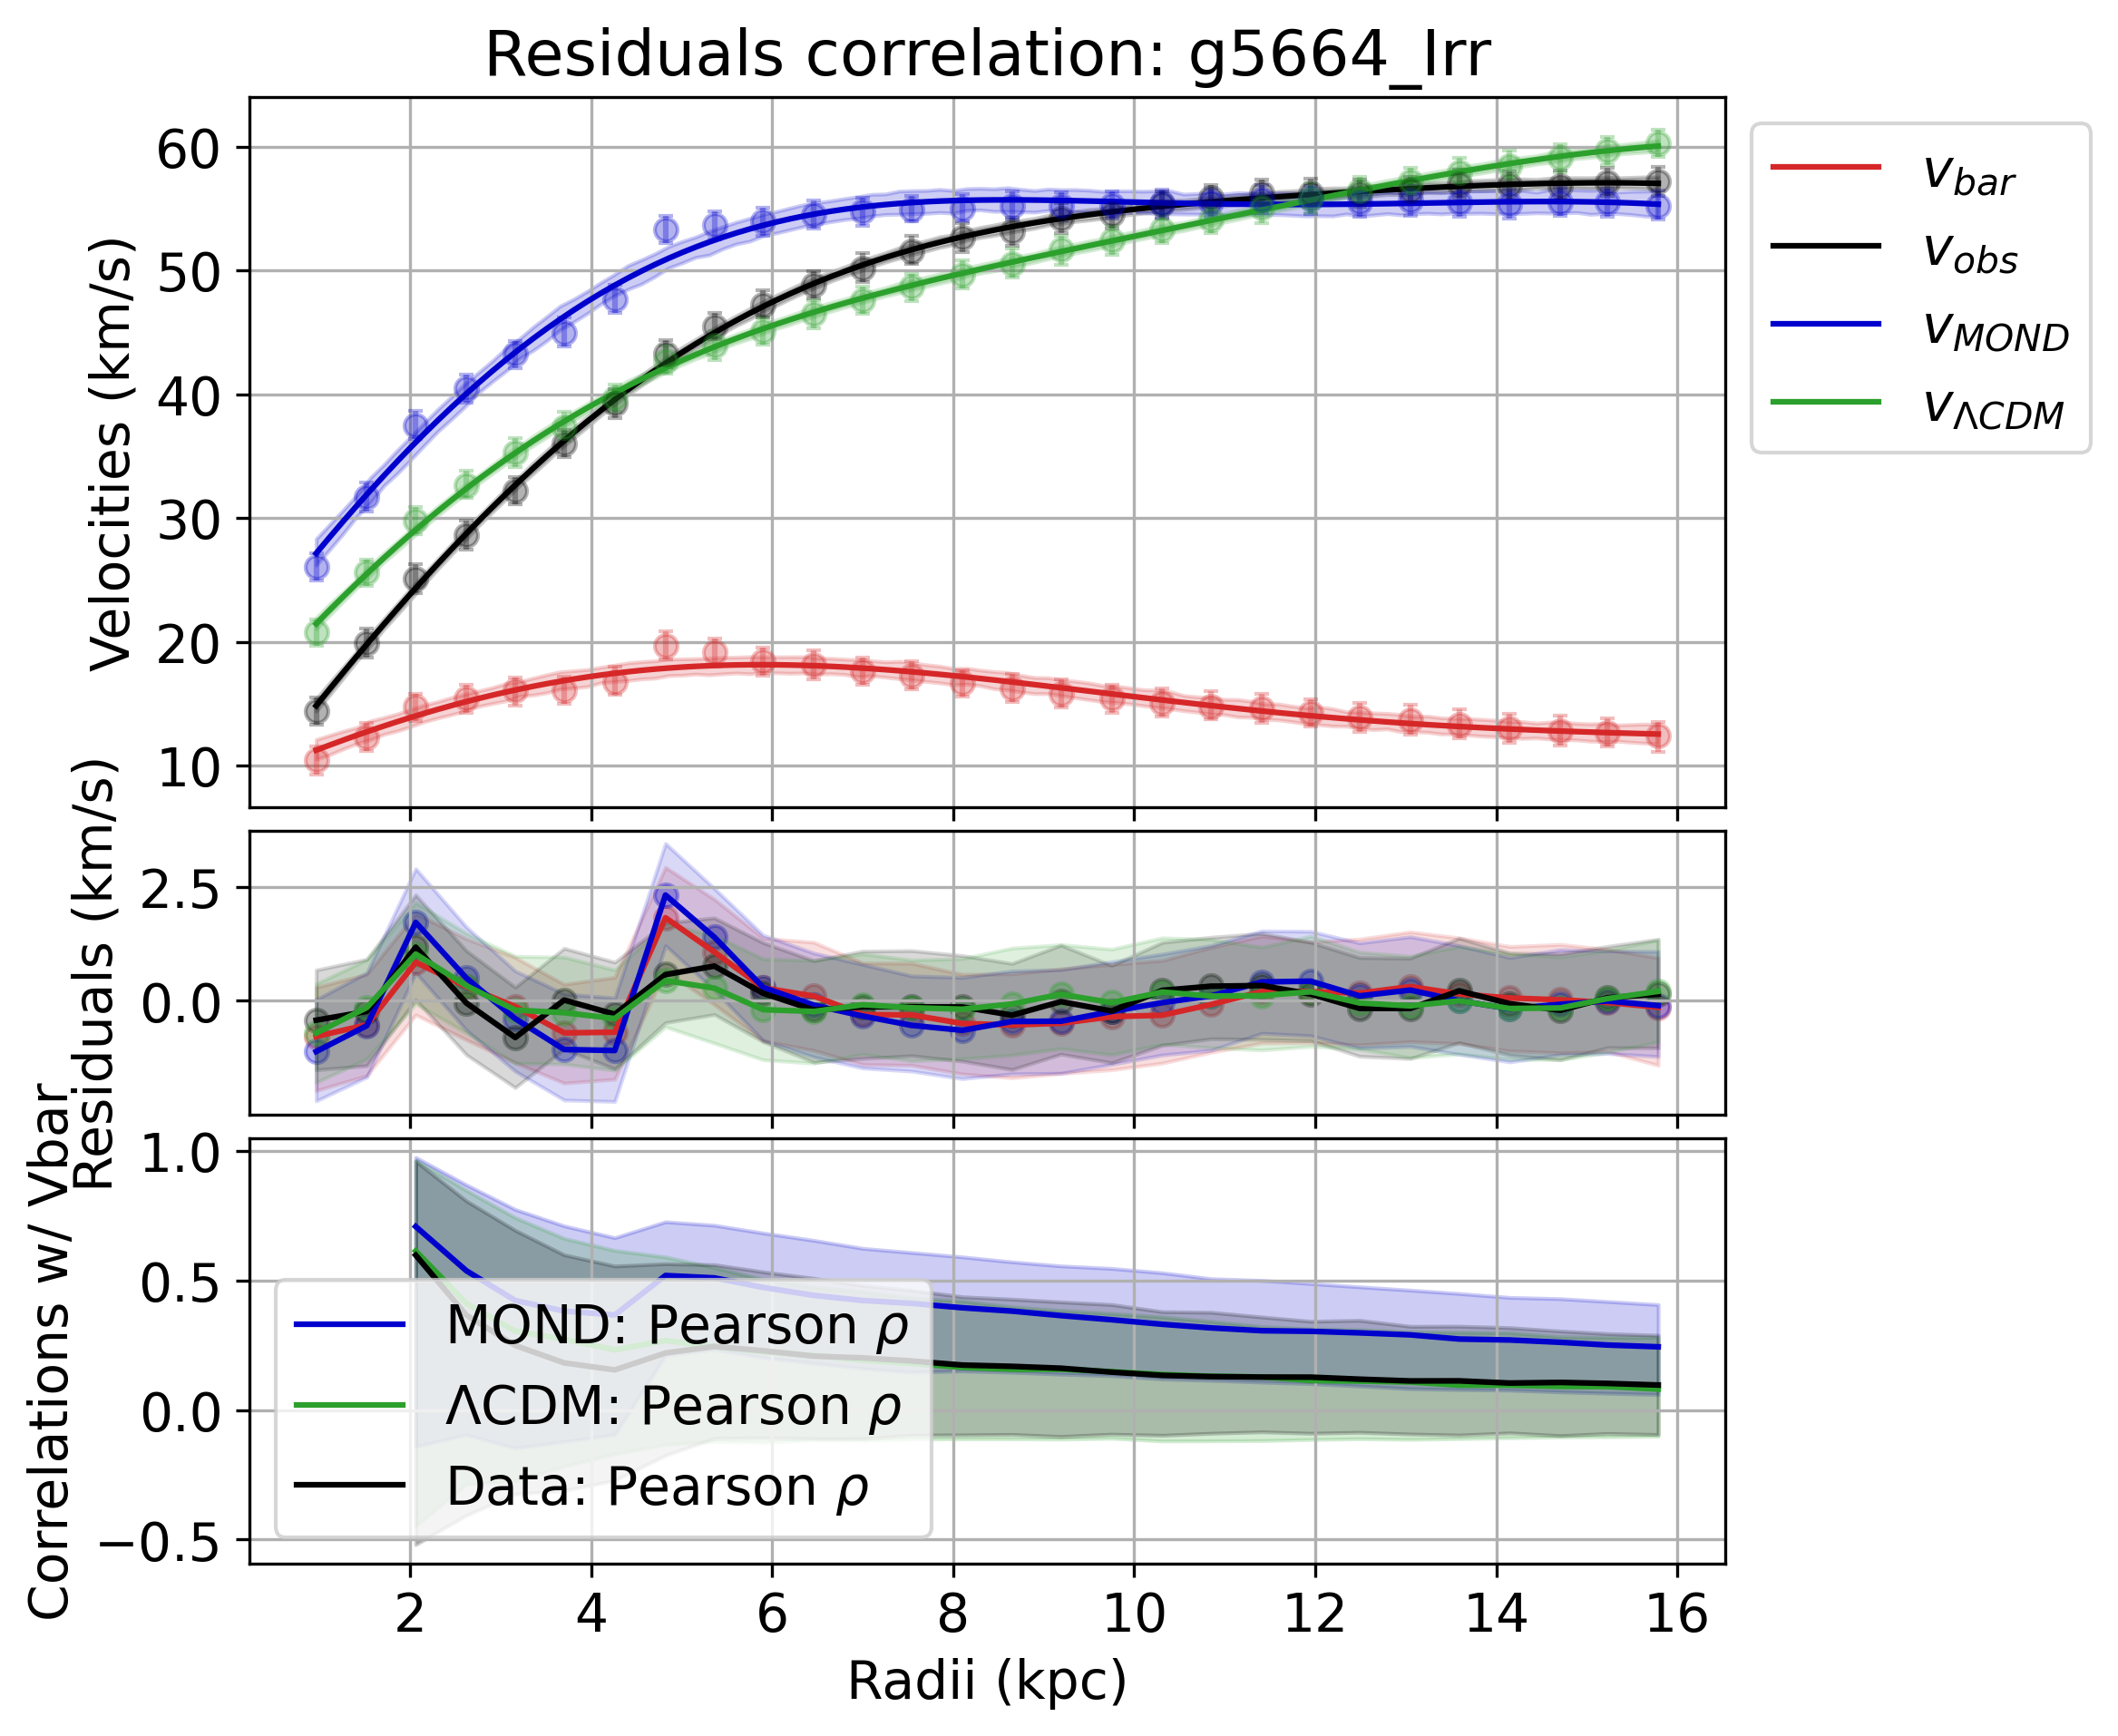 Residuals correlation: g5664_Irr
Velocities (km/s)
60
50
40
30
20
10
v_bar
v_obs
v_MOND
v_ΛCDM
Residuals (km/s)
2.5
0.0
Correlations w/ Vbar
1.0
0.5
0.0
−0.5
MOND: Pearson ρ
ΛCDM: Pearson ρ
Data: Pearson ρ
2 4 6 8 10 12 14 16
Radii (kpc)